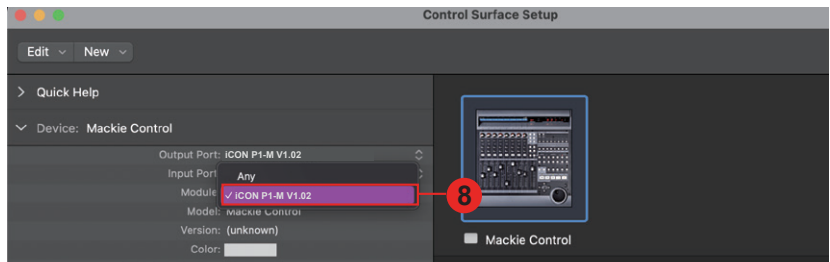 Control Surface Setup
Edit New
Quick Help
Device: Mackie Control
Output Port: iCON P1-M V1.02
Input Port
Any
Module
✓ iCON P1-M V1.02
8
Model: Mackie Control
Version: (unknown)
Color:
Mackie Control